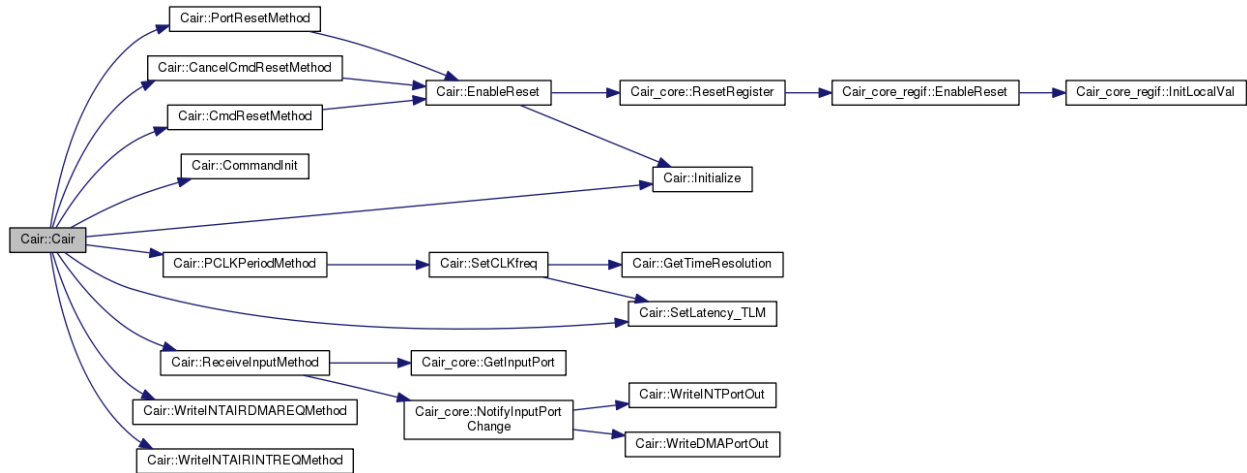 Cair::PortResetMethod
Cair::CancelCmdResetMethod
Cair::EnableReset
Cair_core::ResetRegister
Cair_core_regif::EnableReset
Cair_core_regif::InitLocalVal
Cair::CmdResetMethod
Cair::CommandInit
Cair::Initialize
Cair::Cair
Cair::PCLKPeriodMethod
Cair::SetCLKfreq
Cair::GetTimeResolution
Cair::SetLatency_TLM
Cair::ReceiveInputMethod
Cair_core::GetInputPort
Cair::WriteINTPortOut
Cair::WriteINTAIRDMAREQMethod
Cair_core::NotifyInputPort
Change
Cair::WriteDMAPortOut
Cair::WriteINTAIRINTREQMethod